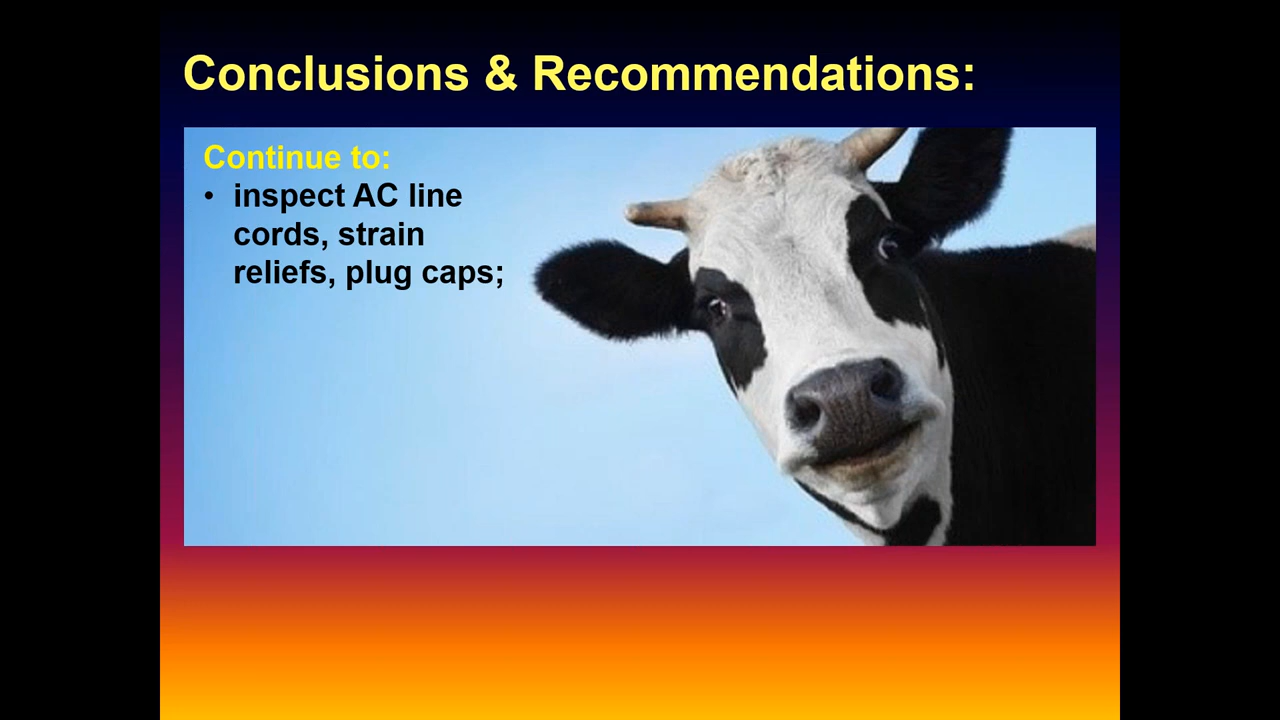 Conclusions & Recommendations:
Continue to:
• inspect AC line
cords, strain
reliefs, plug caps;